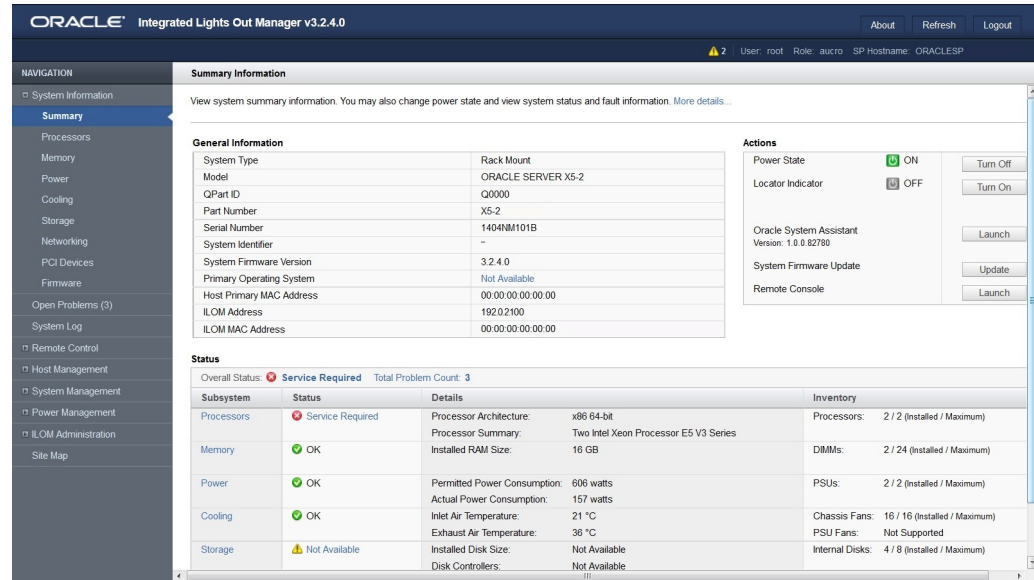 ORACLE® Integrated Lights Out Manager v3.2.4.0
About Refresh Logout
2 User: root Role: aucro SP Hostname: ORACLESP
NAVIGATION
System Information
Summary
Processors
Memory
Power
Cooling
Storage
Networking
PCI Devices
Firmware
Open Problems (3)
System Log
Remote Control
Host Management
System Management
Power Management
ILOM Administration
Site Map
Summary Information
View system summary information. You may also change power state and view system status and fault information. More details...
General Information
System Type Rack Mount
Model ORACLE SERVER X5-2
QPart ID Q0000
Part Number X5-2
Serial Number 1404NM101B
System Identifier -
System Firmware Version 3.2.4.0
Primary Operating System Not Available
Host Primary MAC Address 00:00:00:00:00:00
ILOM Address 192.0.2.100
ILOM MAC Address 00:00:00:00:00:00
Actions
Power State ON Turn Off
Locator Indicator OFF Turn On
Oracle System Assistant Launch
Version: 1.0.0.82780
System Firmware Update Update
Remote Console Launch
Status
Overall Status: Service Required Total Problem Count: 3
Subsystem Status Details Inventory
Processors Service Required Processor Architecture: x86 64-bit Processors: 2 / 2 (Installed / Maximum)
Processor Summary: Two Intel Xeon Processor E5 V3 Series
Memory OK Installed RAM Size: 16 GB DIMMs: 2 / 24 (Installed / Maximum)
Power OK Permitted Power Consumption: 606 watts PSUs: 2 / 2 (Installed / Maximum)
Actual Power Consumption: 157 watts
Cooling OK Inlet Air Temperature: 21 °C Chassis Fans: 16 / 16 (Installed / Maximum)
Exhaust Air Temperature: 36 °C PSU Fans: Not Supported
Storage Not Available Installed Disk Size: Not Available Internal Disks: 4 / 8 (Installed / Maximum)
Disk Controllers: Not Available